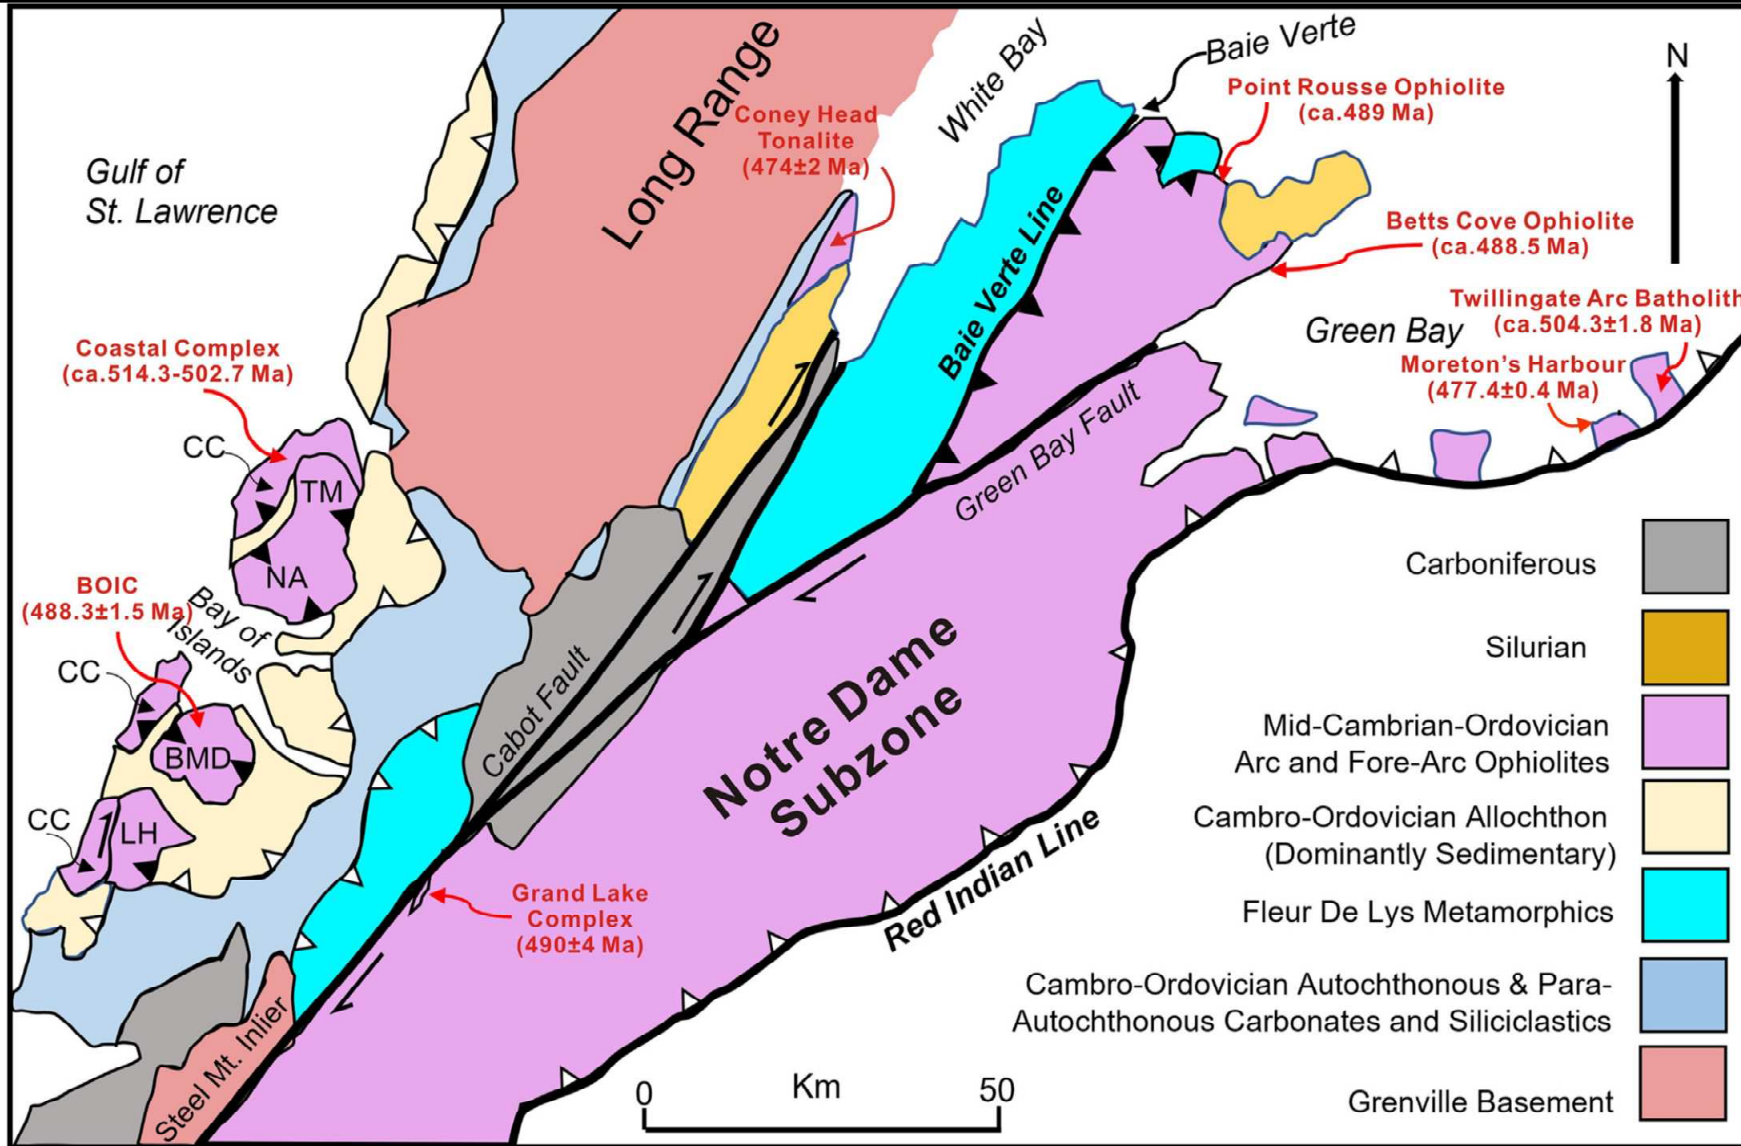 Gulf of
St. Lawrence
Long Range
White Bay
Baie Verte
N
Coney Head
Tonalite
(474±2 Ma)
Point Rousse Ophiolite
(ca.489 Ma)
Betts Cove Ophiolite
(ca.488.5 Ma)
Twillingate Arc Batholith
(ca.504.3±1.8 Ma)
Green Bay
Moreton's Harbour
(477.4±0.4 Ma)
Baie Verte Line
Coastal Complex
(ca.514.3-502.7 Ma)
CC
TM
NA
Green Bay Fault
BOIC
(488.3±1.5 Ma)
Bay of
Islands
CC
BMD
CC
LH
Cabot Fault
Notre Dame
Subzone
Red Indian Line
Grand Lake
Complex
(490±4 Ma)
Steel Mt. Inlier
0 Km 50
Carboniferous
Silurian
Mid-Cambrian-Ordovician
Arc and Fore-Arc Ophiolites
Cambro-Ordovician Allochthon
(Dominantly Sedimentary)
Fleur De Lys Metamorphics
Cambro-Ordovician Autochthonous & Para-
Autochthonous Carbonates and Siliciclastics
Grenville Basement